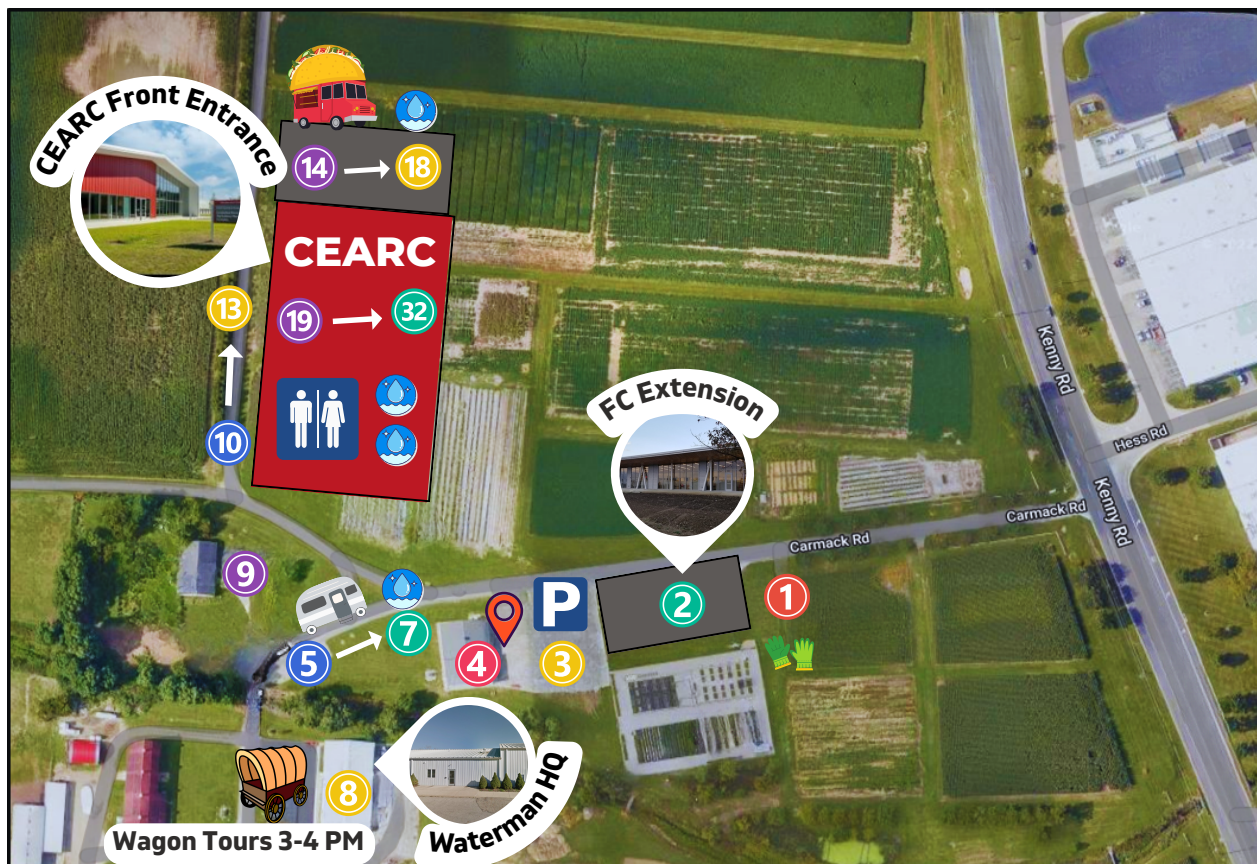 CEARC Front Entrance
14
18
CEARC
19
32
13
10
Kenny Rd
Hess Rd
FC Extension
Kenny Rd
Carmack Rd
Carmack Rd
9
P
2
1
5
7
4
3
8
Waterman HQ
Wagon Tours 3-4 PM